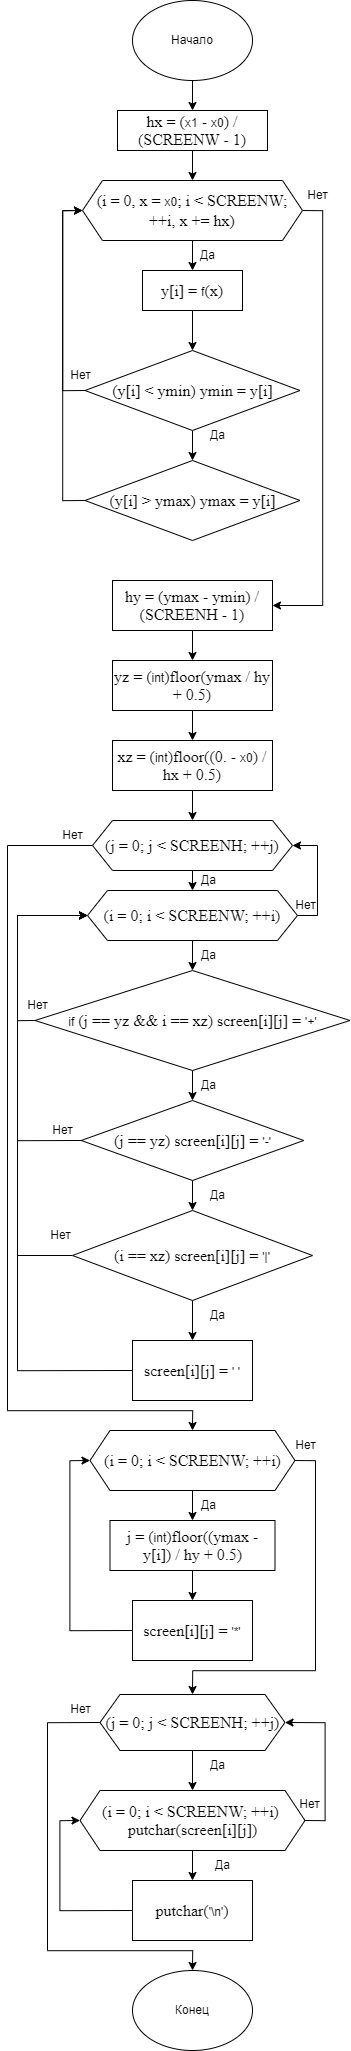 Начало
hx = (x1 - x0) /
(SCREENW - 1)
(i = 0, x = x0; i < SCREENW;
++i, x += hx)
Нет
Да
y[i] = f(x)
Нет
(y[i] < ymin) ymin = y[i]
Да
(y[i] > ymax) ymax = y[i]
hy = (ymax - ymin) /
(SCREENH - 1)
yz = (int)floor(ymax / hy
+ 0.5)
xz = (int)floor((0. - x0) /
hx + 0.5)
Нет
(j = 0; j < SCREENH; ++j)
Да
Нет
(i = 0; i < SCREENW; ++i)
Да
Нет
if (j == yz && i == xz) screen[i][j] = '+'
Да
Нет
(j == yz) screen[i][j] = '-'
Да
Нет
(i == xz) screen[i][j] = '|'
Да
screen[i][j] = ' '
Нет
(i = 0; i < SCREENW; ++i)
Да
j = (int)floor((ymax -
y[i]) / hy + 0.5)
screen[i][j] = '*'
Нет
(j = 0; j < SCREENH; ++j)
Да
Нет
(i = 0; i < SCREENW; ++i)
putchar(screen[i][j])
Да
putchar('\n')
Конец